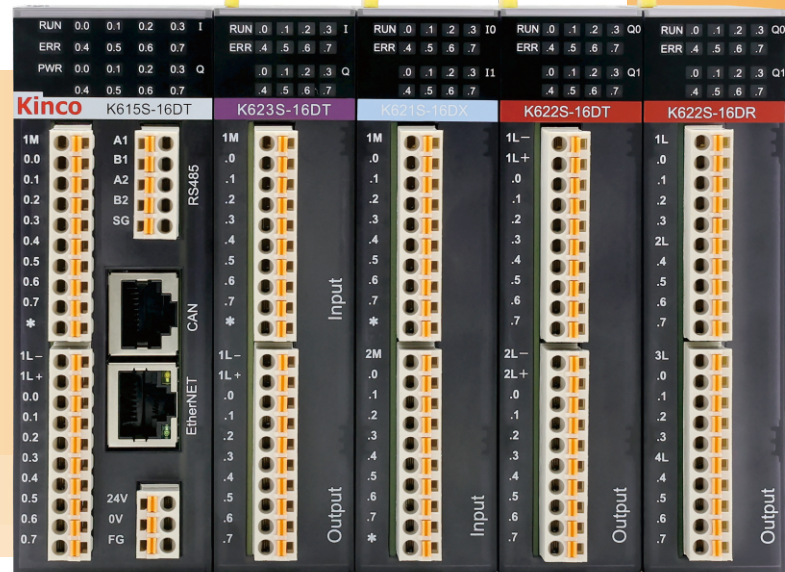 RUN 0.0 0.1 0.2 0.3 I
ERR 0.4 0.5 0.6 0.7
PWR 0.0 0.1 0.2 0.3 Q
0.4 0.5 0.6 0.7
Kinco K615S-16DT
1M
0.0
0.1
0.2
0.3
0.4
0.5
0.6
0.7
*
1L-
1L+
0.0
0.1
0.2
0.3
0.4
0.5
0.6
0.7
A1
B1
A2
B2
SG
RS485
CAN
EtherNET
24V
0V
FG
RUN .0 .1 .2 .3 I
ERR .4 .5 .6 .7
.0 .1 .2 .3 Q
.4 .5 .6 .7
K623S-16DT
1M
.0
.1
.2
.3
.4
.5
.6
.7
*
Input
1L-
1L+
.0
.1
.2
.3
.4
.5
.6
.7
Output
RUN .0 .1 .2 .3 I0
ERR .4 .5 .6 .7
.0 .1 .2 .3 I1
.4 .5 .6 .7
K621S-16DX
1M
.0
.1
.2
.3
.4
.5
.6
.7
*
2M
.0
.1
.2
.3
.4
.5
.6
.7
*
Input
RUN .0 .1 .2 .3 Q0
ERR .4 .5 .6 .7
.0 .1 .2 .3 Q1
.4 .5 .6 .7
K622S-16DT
1L-
1L+
.0
.1
.2
.3
.4
.5
.6
.7
2L-
2L+
.0
.1
.2
.3
.4
.5
.6
.7
Output
RUN .0 .1 .2 .3 Q0
ERR .4 .5 .6 .7
.0 .1 .2 .3 Q1
.4 .5 .6 .7
K622S-16DR
1L
.0
.1
.2
.3
2L
.4
.5
.6
.7
3L
.0
.1
.2
.3
4L
.4
.5
.6
.7
Output